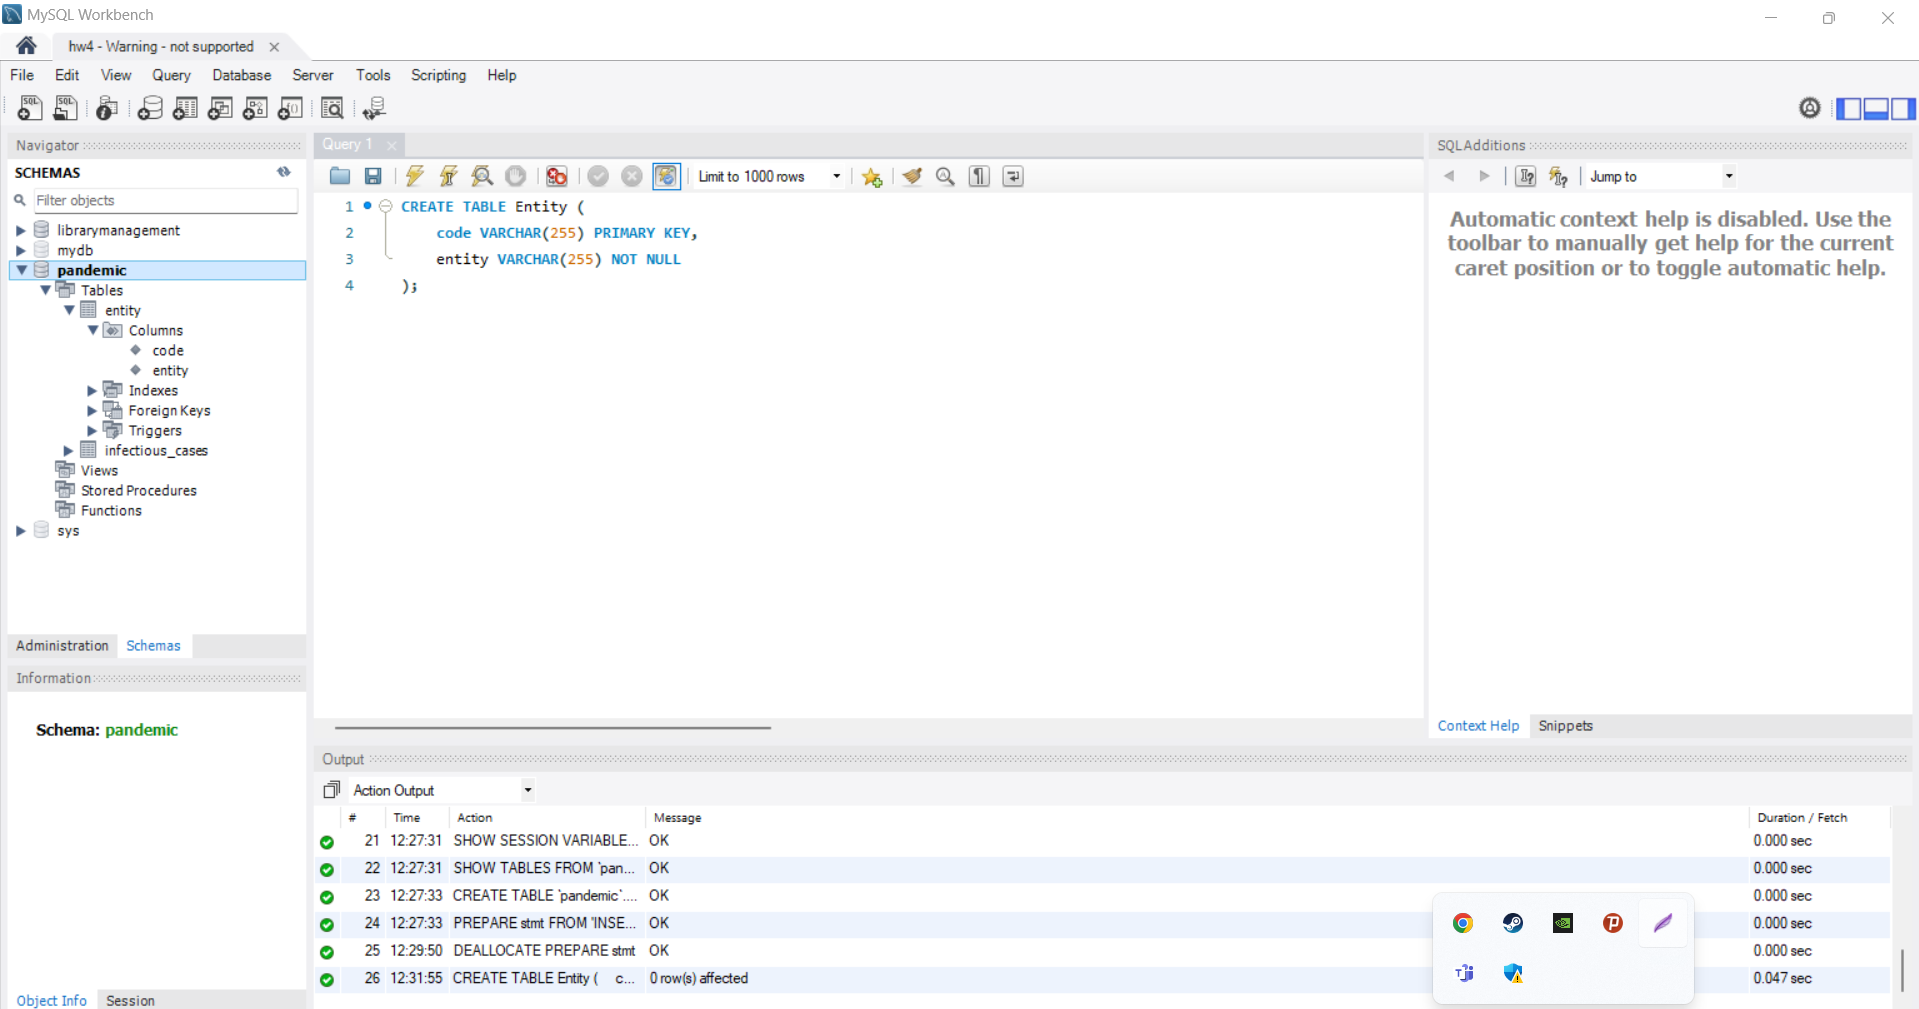 MySQL Workbench
hw4 - Warning - not supported
File Edit View Query Database Server Tools Scripting Help
Navigator
SCHEMAS
Filter objects
librarymanagement
mydb
pandemic
Tables
entity
Columns
code
entity
Indexes
Foreign Keys
Triggers
infectious_cases
Views
Stored Procedures
Functions
sys
Administration Schemas
Information
Schema: pandemic
Object Info Session
Query 1
Limit to 1000 rows
1 CREATE TABLE Entity (
2 code VARCHAR(255) PRIMARY KEY,
3 entity VARCHAR(255) NOT NULL
4 );
SQLAdditions
Jump to
Automatic context help is disabled. Use the
toolbar to manually get help for the current
caret position or to toggle automatic help.
Context Help Snippets
Output
Action Output
# Time Action Message Duration / Fetch
21 12:27:31 SHOW SESSION VARIABLE... OK 0.000 sec
22 12:27:31 SHOW TABLES FROM `pan... OK 0.000 sec
23 12:27:33 CREATE TABLE `pandemic`.... OK 0.000 sec
24 12:27:33 PREPARE stmt FROM 'INSE... OK 0.000 sec
25 12:29:50 DEALLOCATE PREPARE stmt OK 0.000 sec
26 12:31:55 CREATE TABLE Entity ( c... 0 row(s) affected 0.047 sec